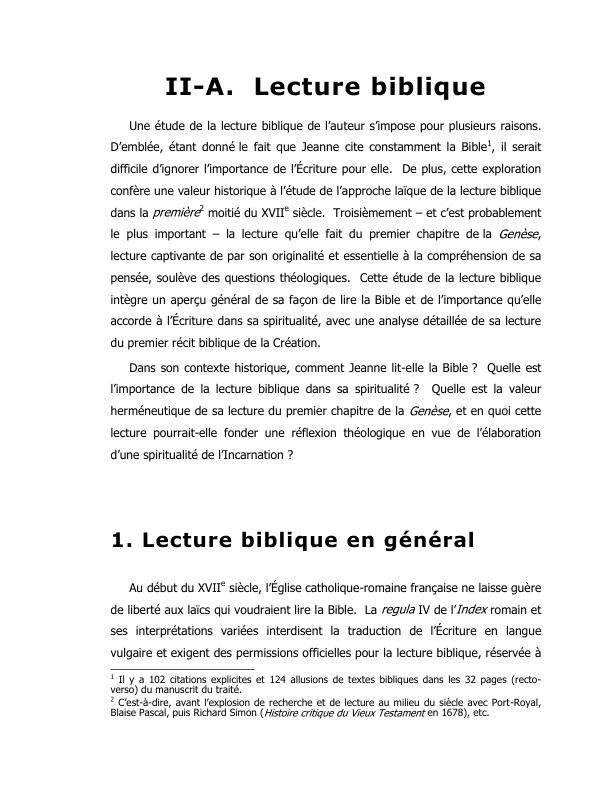 II-A.  Lecture biblique
Une étude de la lecture biblique de l’auteur s’impose pour plusieurs raisons.
D’emblée, étant donné le fait que Jeanne cite constamment la Bible¹, il serait
difficile d’ignorer l’importance de l’Écriture pour elle.  De plus, cette exploration
confère une valeur historique à l’étude de l’approche laïque de la lecture biblique
dans la première² moitié du XVIIᵉ siècle.  Troisièmement – et c’est probablement
le plus important – la lecture qu’elle fait du premier chapitre de la Genèse,
lecture captivante de par son originalité et essentielle à la compréhension de sa
pensée, soulève des questions théologiques.  Cette étude de la lecture biblique
intègre un aperçu général de sa façon de lire la Bible et de l’importance qu’elle
accorde à l’Écriture dans sa spiritualité, avec une analyse détaillée de sa lecture
du premier récit biblique de la Création.
Dans son contexte historique, comment Jeanne lit-elle la Bible ?  Quelle est
l’importance de la lecture biblique dans sa spiritualité ?  Quelle est la valeur
herméneutique de sa lecture du premier chapitre de la Genèse, et en quoi cette
lecture pourrait-elle fonder une réflexion théologique en vue de l’élaboration
d’une spiritualité de l’Incarnation ?
1. Lecture biblique en général
Au début du XVIIᵉ siècle, l’Église catholique-romaine française ne laisse guère
de liberté aux laïcs qui voudraient lire la Bible.  La regula IV de l’Index romain et
ses interprétations variées interdisent la traduction de l’Écriture en langue
vulgaire et exigent des permissions officielles pour la lecture biblique, réservée à
¹ Il y a 102 citations explicites et 124 allusions de textes bibliques dans les 32 pages (recto-
verso) du manuscrit du traité.
² C’est-à-dire, avant l’explosion de recherche et de lecture au milieu du siècle avec Port-Royal,
Blaise Pascal, puis Richard Simon (Histoire critique du Vieux Testament en 1678), etc.